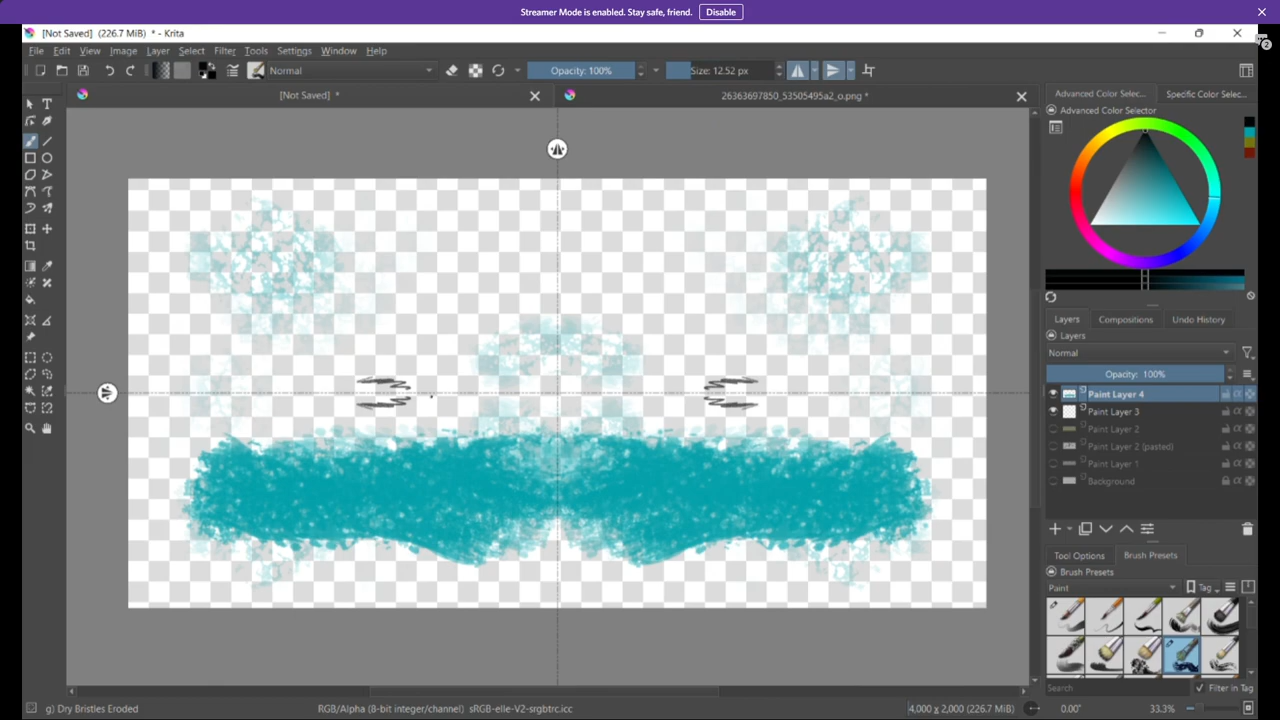 Streamer Mode is enabled. Stay safe, friend. Disable
[Not Saved] (226.7 MiB) * - Krita
2
File Edit View Image Layer Select Filter Tools Settings Window Help
Normal Opacity: 100% Size: 12.52 px
[Not Saved] * 26363697850_53505495a2_o.png * Advanced Color Selec... Specific Color Selec...
Advanced Color Selector
Layers Compositions Undo History
Layers
Normal
Opacity: 100%
Paint Layer 4
Paint Layer 3
Paint Layer 2
Paint Layer 2 (pasted)
Paint Layer 1
Background
Tool Options Brush Presets
Brush Presets
Paint Tag
Search Filter in Tag
g) Dry Bristles Eroded RGB/Alpha (8-bit integer/channel) sRGB-elle-V2-srgbtrc.icc 4,000 x 2,000 (226.7 MiB) 0.00° 33.3%